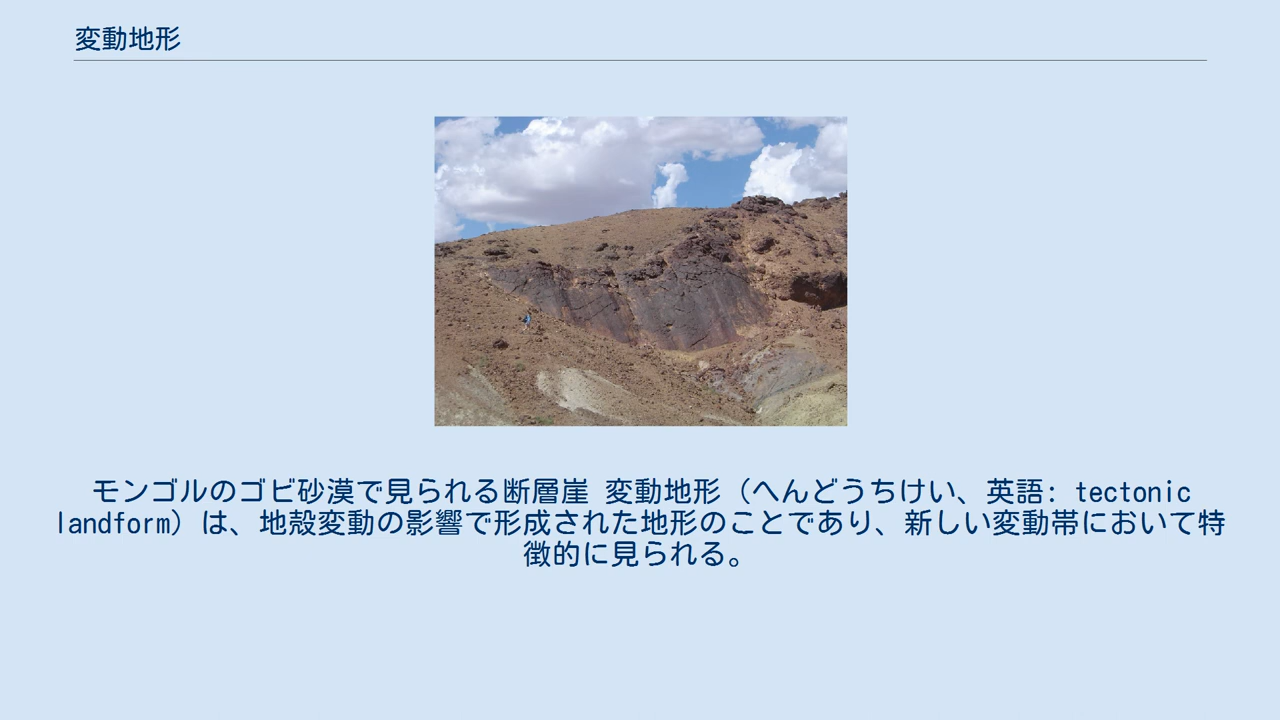 変動地形
モンゴルのゴビ砂漠で見られる断層崖 変動地形（へんどうちけい、英語: tectonic
landform）は、地殻変動の影響で形成された地形のことであり、新しい変動帯において特
徴的に見られる。